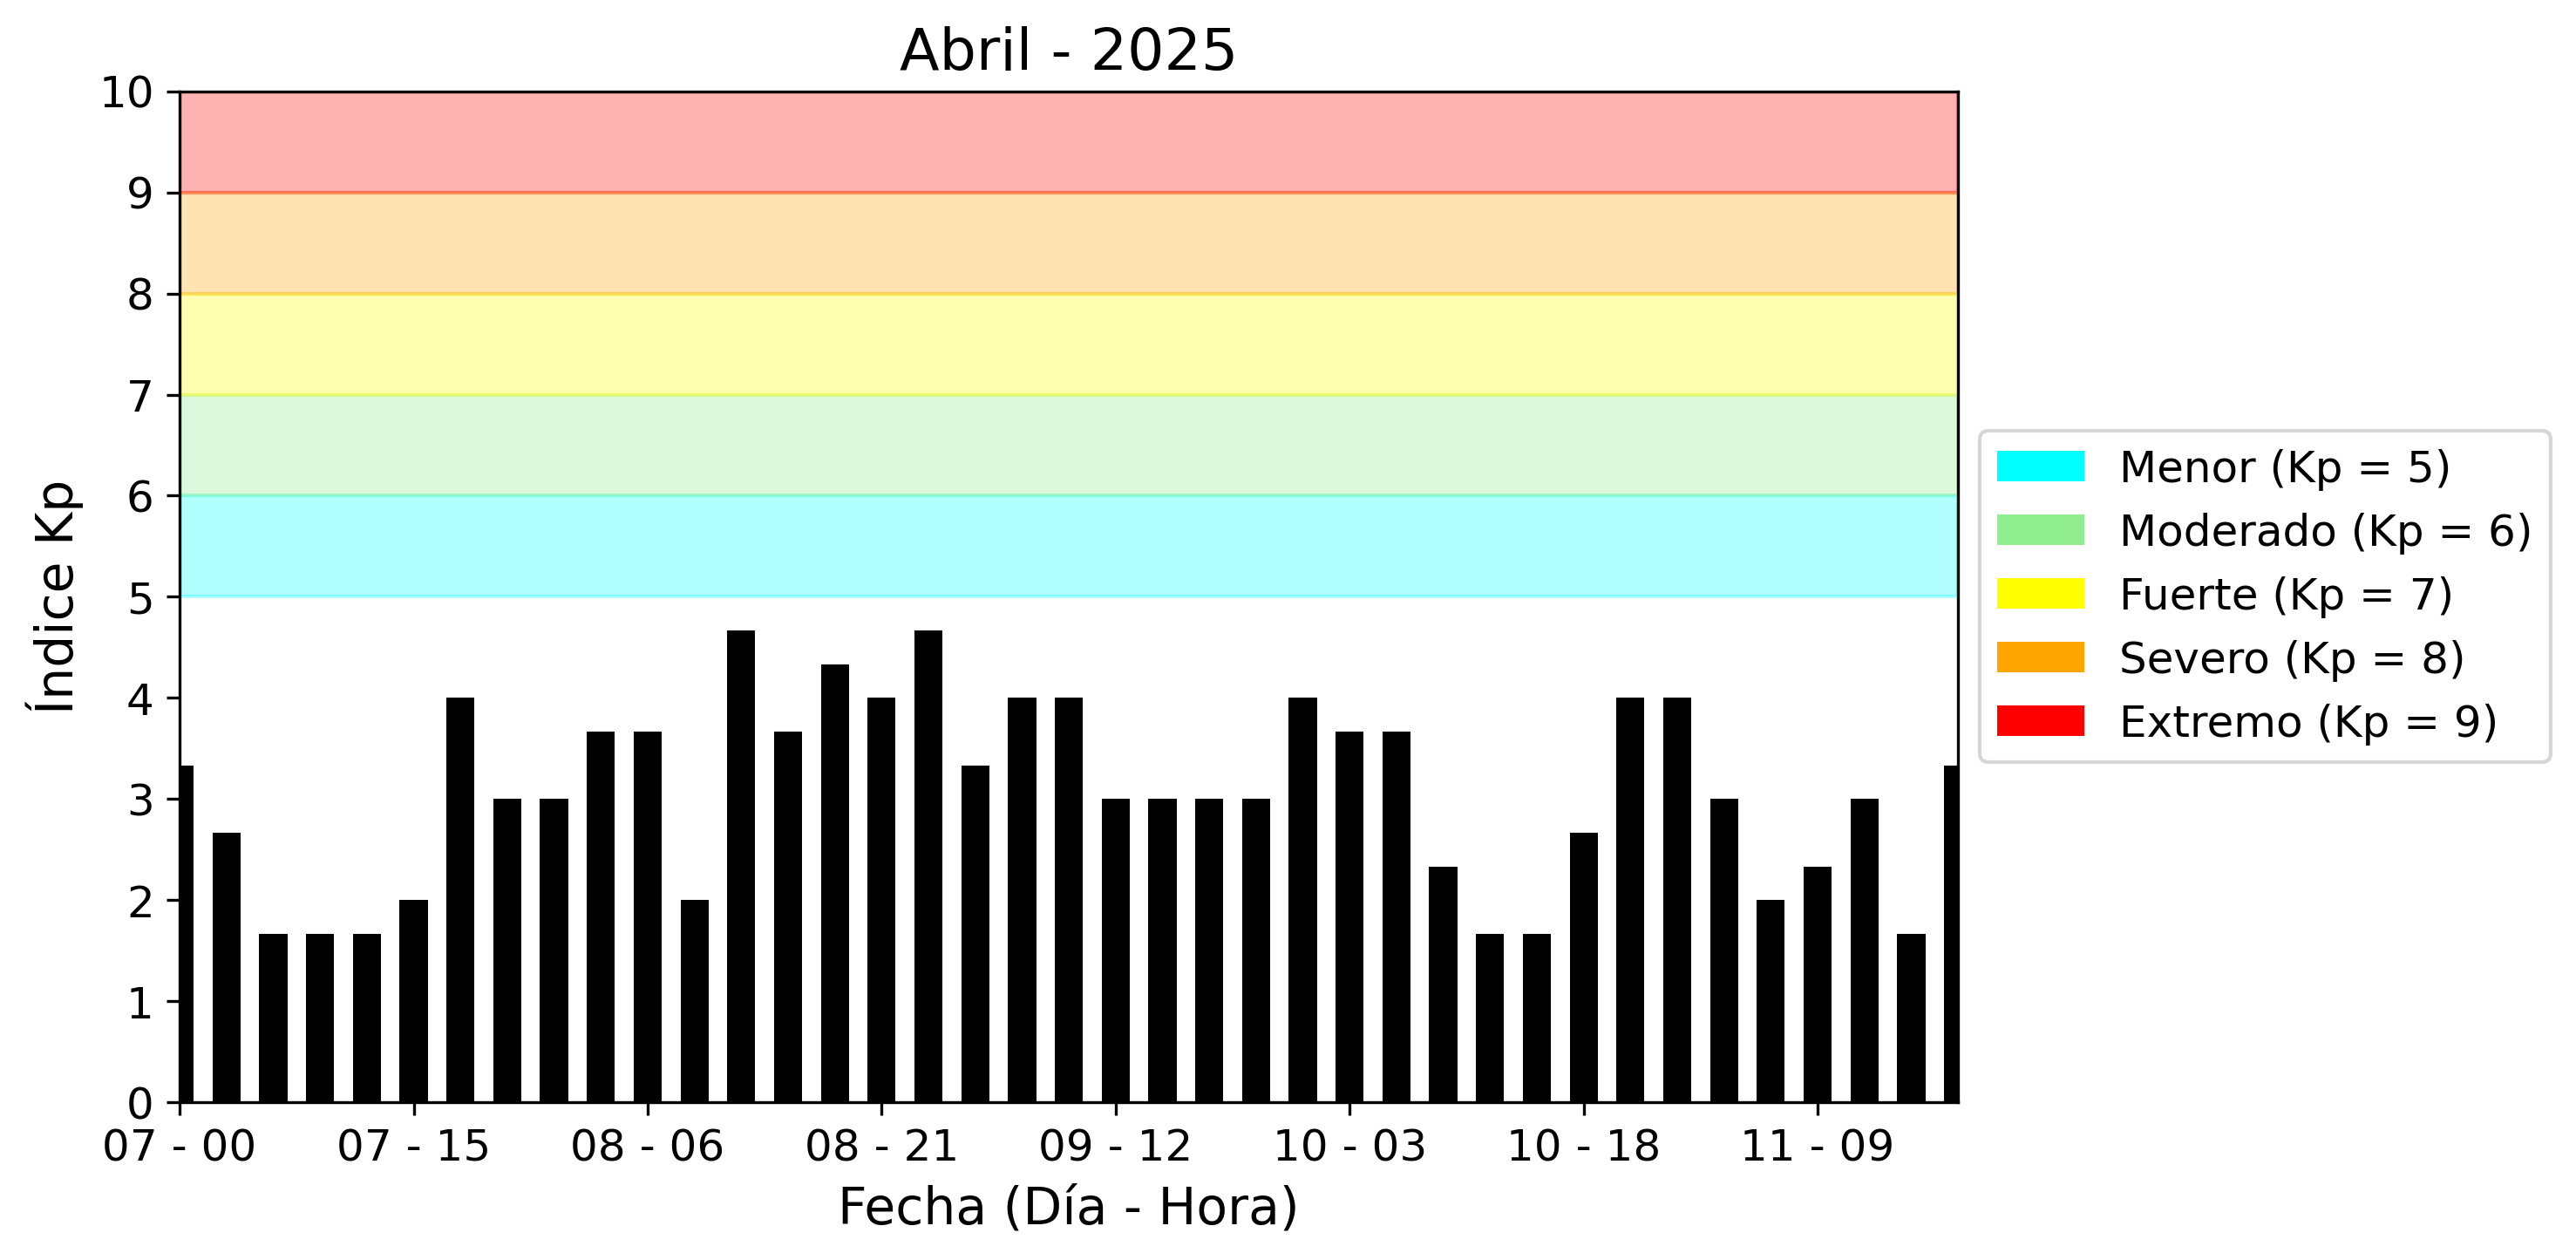 Abril - 2025
Índice Kp
10
9
8
7
6
5
4
3
2
1
0
07 - 00
07 - 15
08 - 06
08 - 21
09 - 12
10 - 03
10 - 18
11 - 09
Fecha (Día - Hora)
Menor (Kp = 5)
Moderado (Kp = 6)
Fuerte (Kp = 7)
Severo (Kp = 8)
Extremo (Kp = 9)